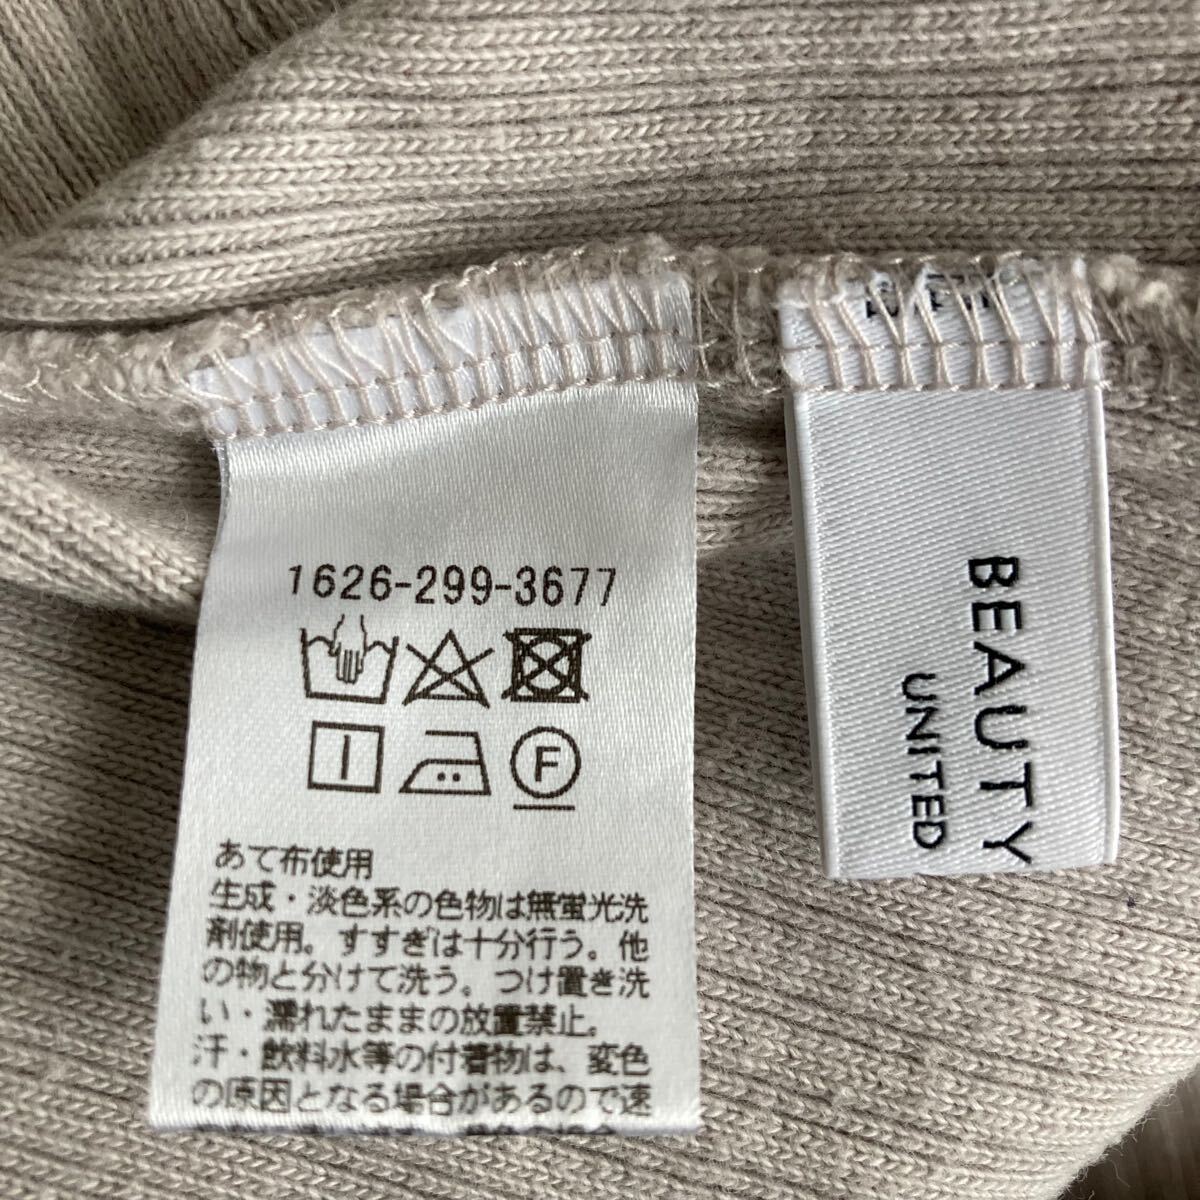 1626-299-3677
F
あて布使用
生成・淡色系の色物は無蛍光洗
剤使用。すすぎは十分行う。他
の物と分けて洗う。つけ置き洗
い・濡れたままの放置禁止。
汗・飲料水等の付着物は、変色
の原因となる場合があるので速
BEAUTY
UNITED